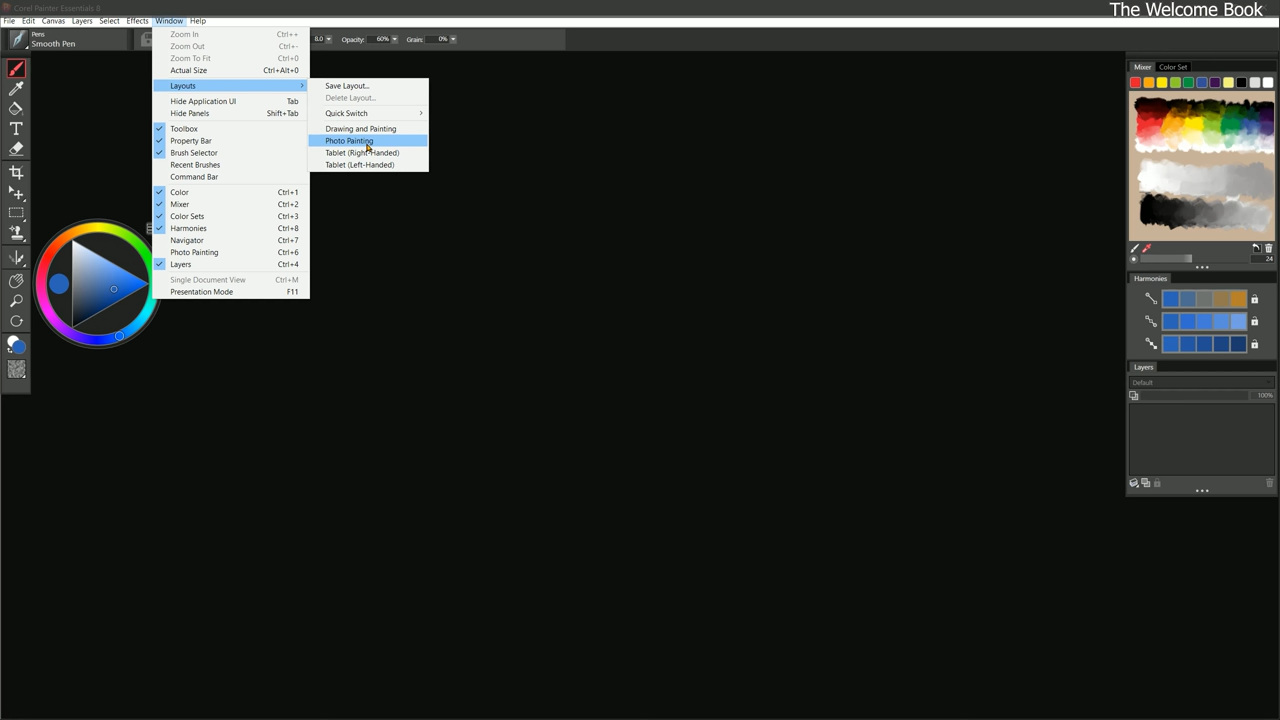 Corel Painter Essentials 8
The Welcome Book
File Edit Canvas Layers Select Effects Window Help
Pens
Smooth Pen
8.0 Opacity: 60% Grain: 0%
Zoom In Ctrl++
Zoom Out Ctrl+-
Zoom To Fit Ctrl+0
Actual Size Ctrl+Alt+0
Layouts
Hide Application UI Tab
Hide Panels Shift+Tab
Toolbox
Property Bar
Brush Selector
Recent Brushes
Command Bar
Color Ctrl+1
Mixer Ctrl+2
Color Sets Ctrl+3
Harmonies Ctrl+8
Navigator Ctrl+7
Photo Painting Ctrl+6
Layers Ctrl+4
Single Document View Ctrl+M
Presentation Mode F11
Save Layout...
Delete Layout...
Quick Switch
Drawing and Painting
Photo Painting
Tablet (Right-Handed)
Tablet (Left-Handed)
Mixer Color Set
24
Harmonies
Layers
Default
100%